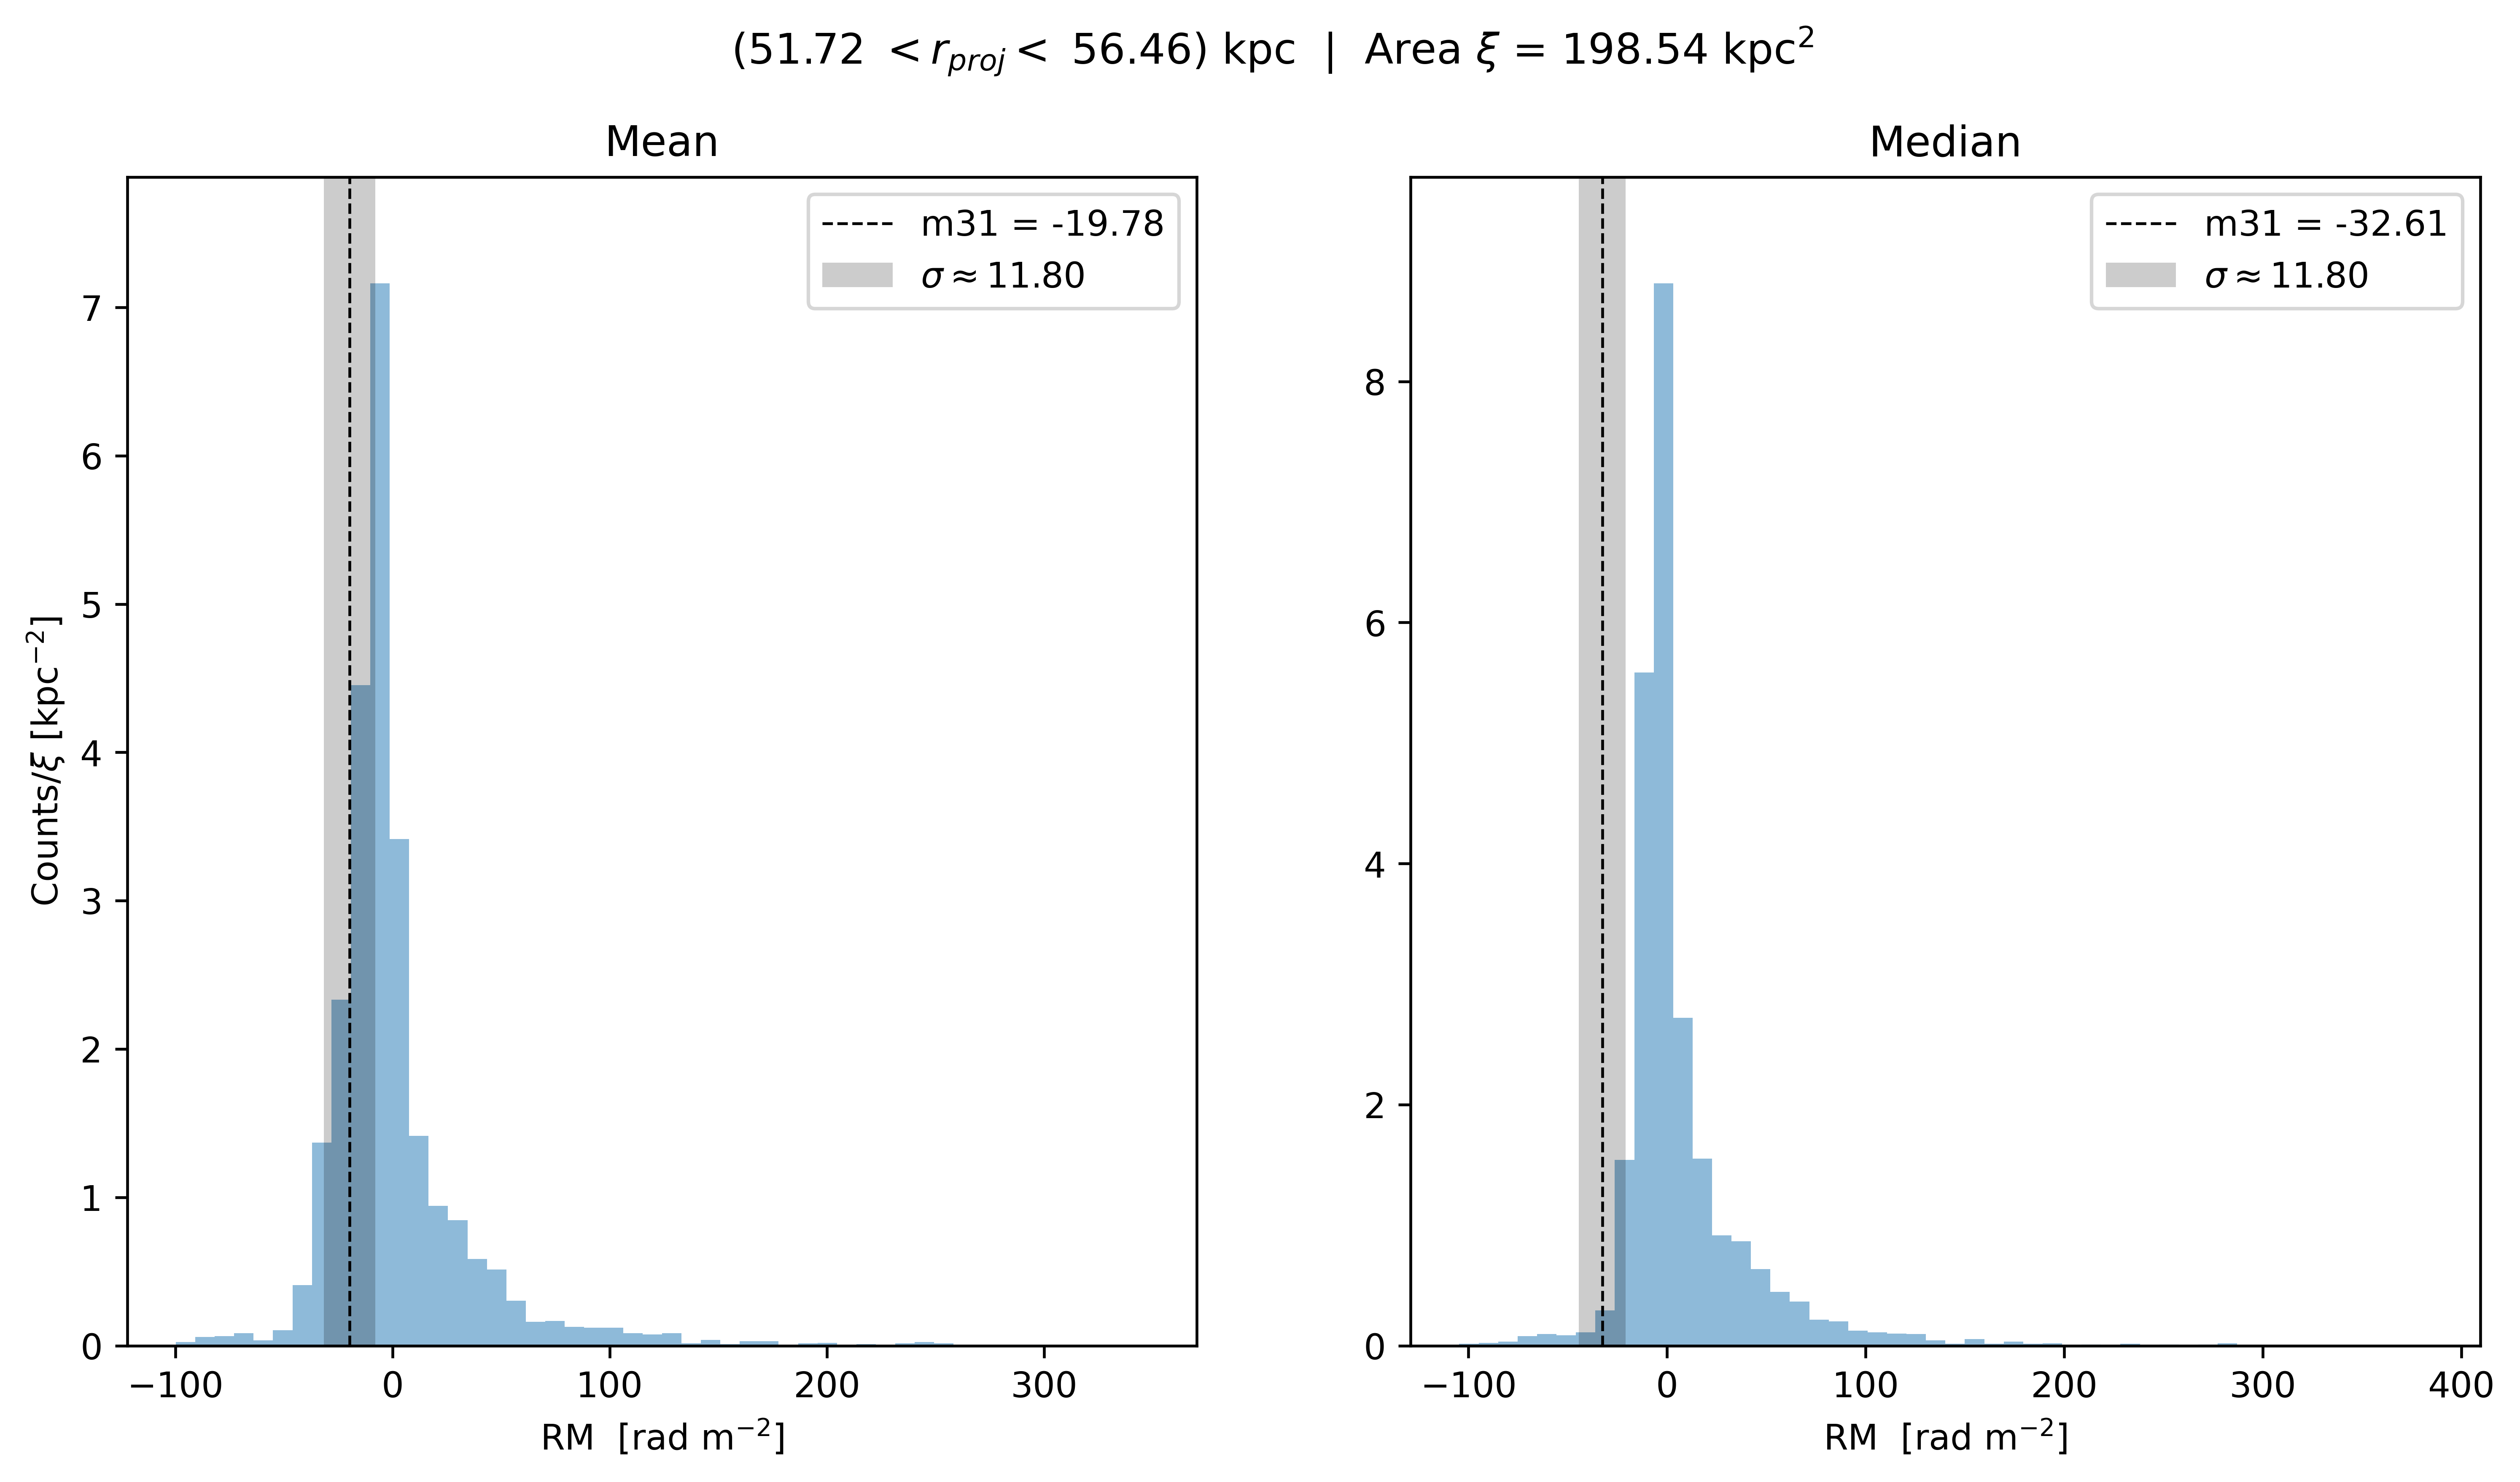 (51.72 < r_proj < 56.46) kpc | Area ξ = 198.54 kpc²
Mean
m31 = -19.78
σ ≈ 11.80
7
6
5
4
3
2
1
0
Counts/ξ [kpc⁻²]
−100 0 100 200 300
RM [rad m⁻²]
Median
m31 = -32.61
σ ≈ 11.80
8
6
4
2
0
−100 0 100 200 300 400
RM [rad m⁻²]